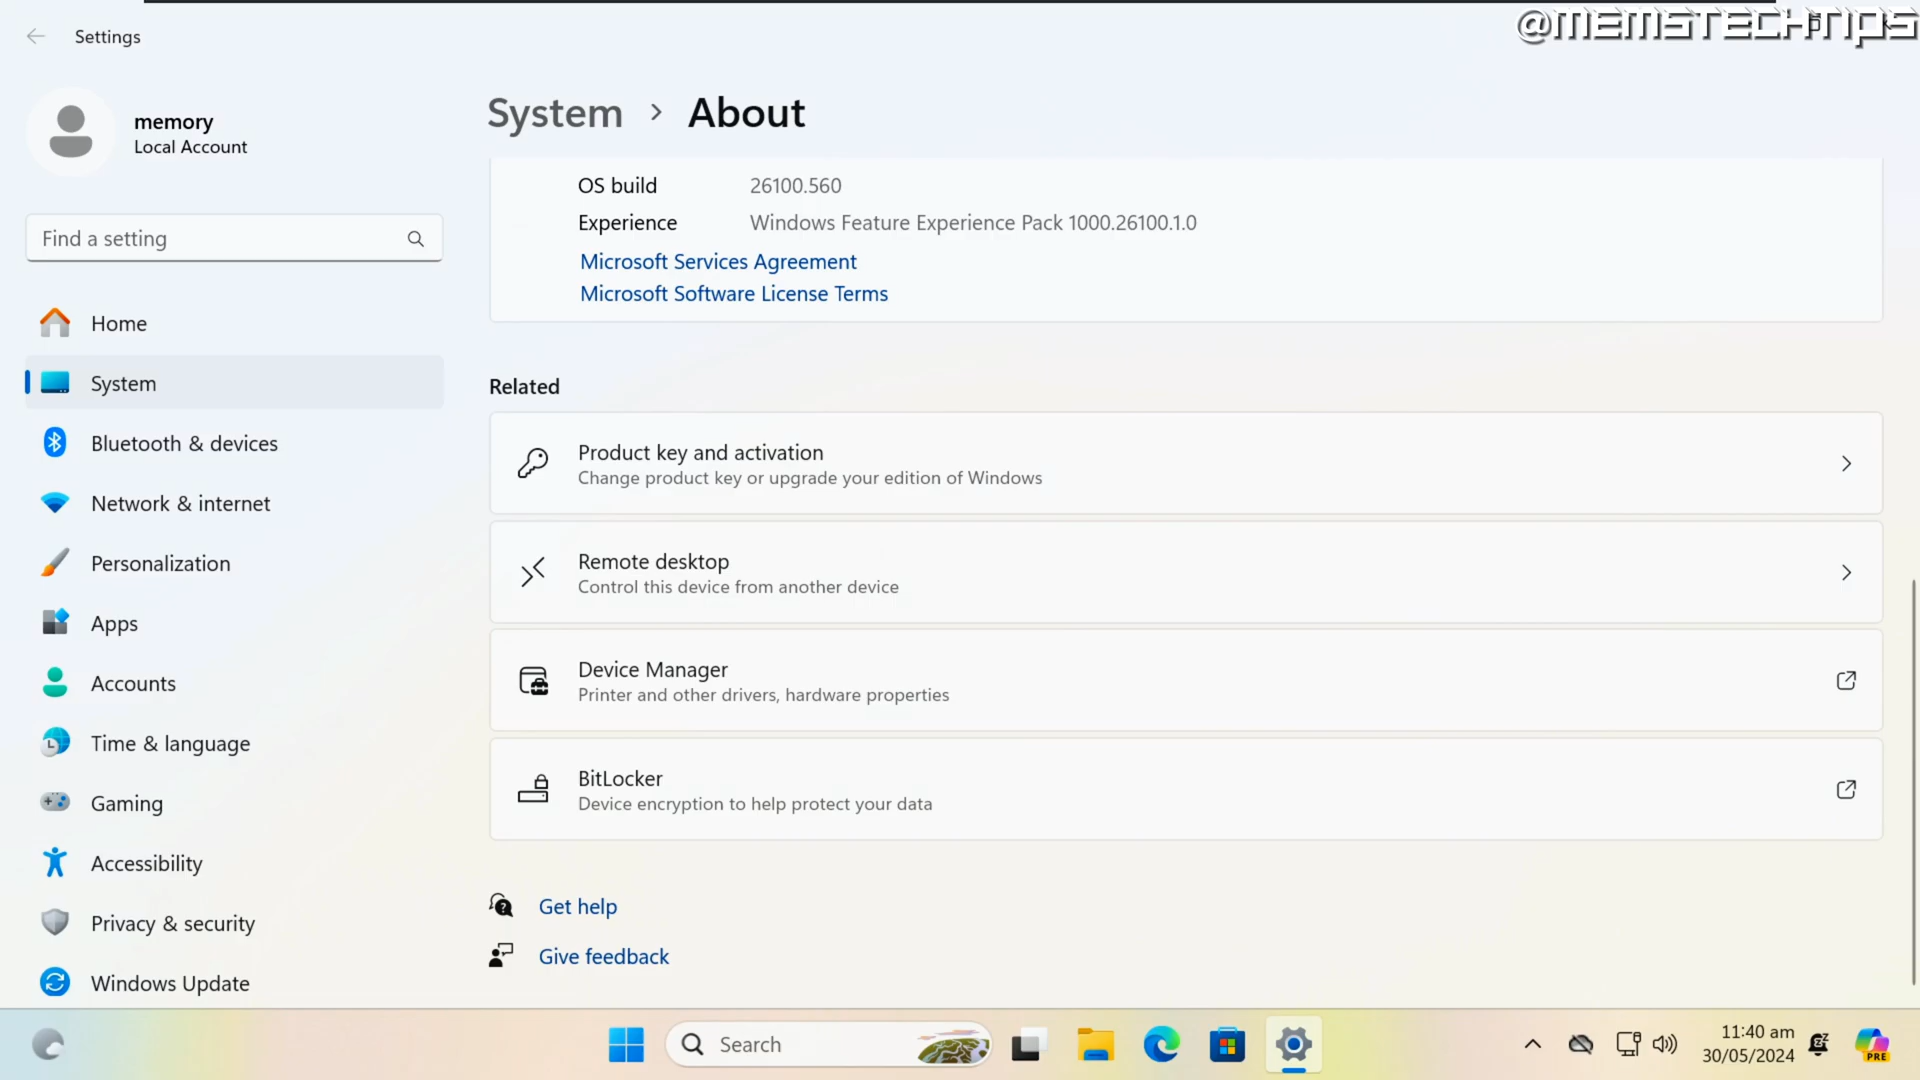 @MEMSTECHTIPS
Settings
memory
Local Account
Find a setting
Home
System
Bluetooth & devices
Network & internet
Personalization
Apps
Accounts
Time & language
Gaming
Accessibility
Privacy & security
Windows Update
System > About
OS build 26100.560
Experience Windows Feature Experience Pack 1000.26100.1.0
Microsoft Services Agreement
Microsoft Software License Terms
Related
Product key and activation
Change product key or upgrade your edition of Windows
Remote desktop
Control this device from another device
Device Manager
Printer and other drivers, hardware properties
BitLocker
Device encryption to help protect your data
Get help
Give feedback
Search
11:40 am
30/05/2024
PRE